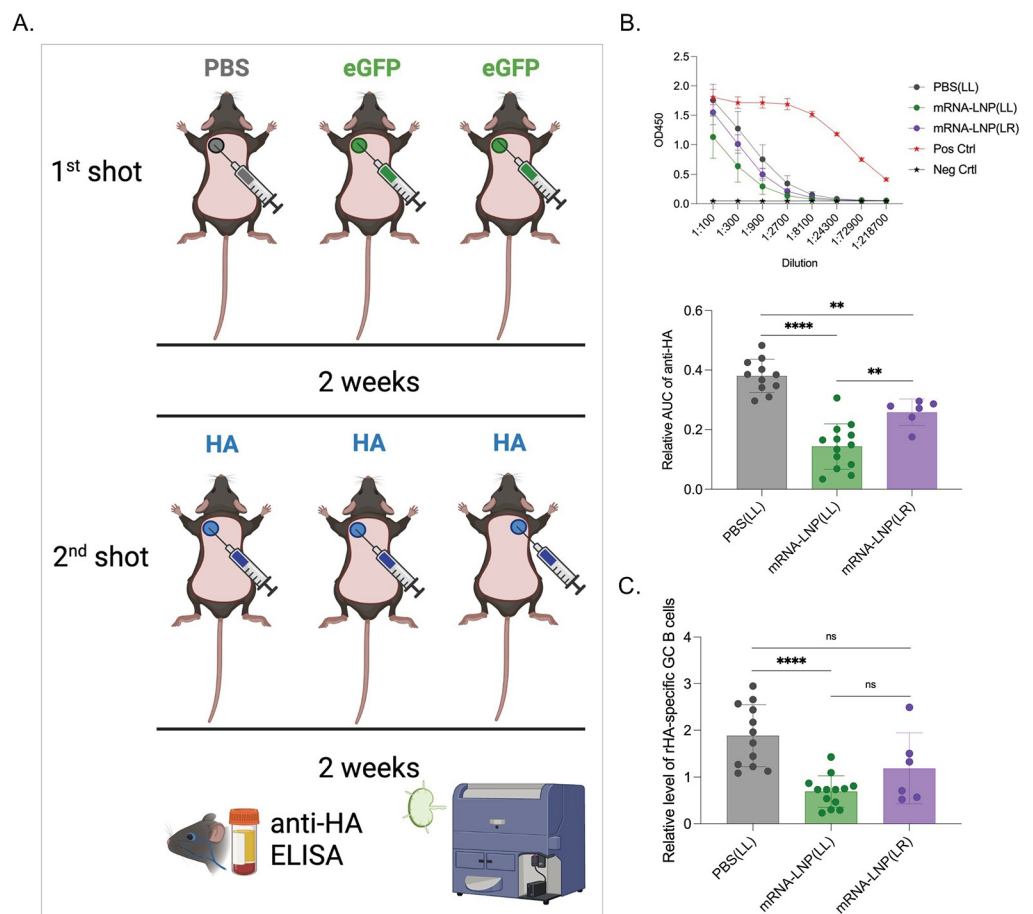 A.
PBS eGFP eGFP
1st shot
2 weeks
HA HA HA
2nd shot
2 weeks
anti-HA
ELISA
B.
OD450
2.5
2.0
1.5
1.0
0.5
0.0
1:100 1:300 1:900 1:2700 1:8100 1:24300 1:72900 1:218700
Dilution
PBS(LL)
mRNA-LNP(LL)
mRNA-LNP(LR)
Pos Ctrl
Neg Crtl
Relative AUC of anti-HA
0.6
0.4
0.2
0.0
**
****
**
PBS(LL) mRNA-LNP(LL) mRNA-LNP(LR)
C.
Relative level of rHA-specific GC B cells
4
3
2
1
0
ns
****
ns
PBS(LL) mRNA-LNP(LL) mRNA-LNP(LR)